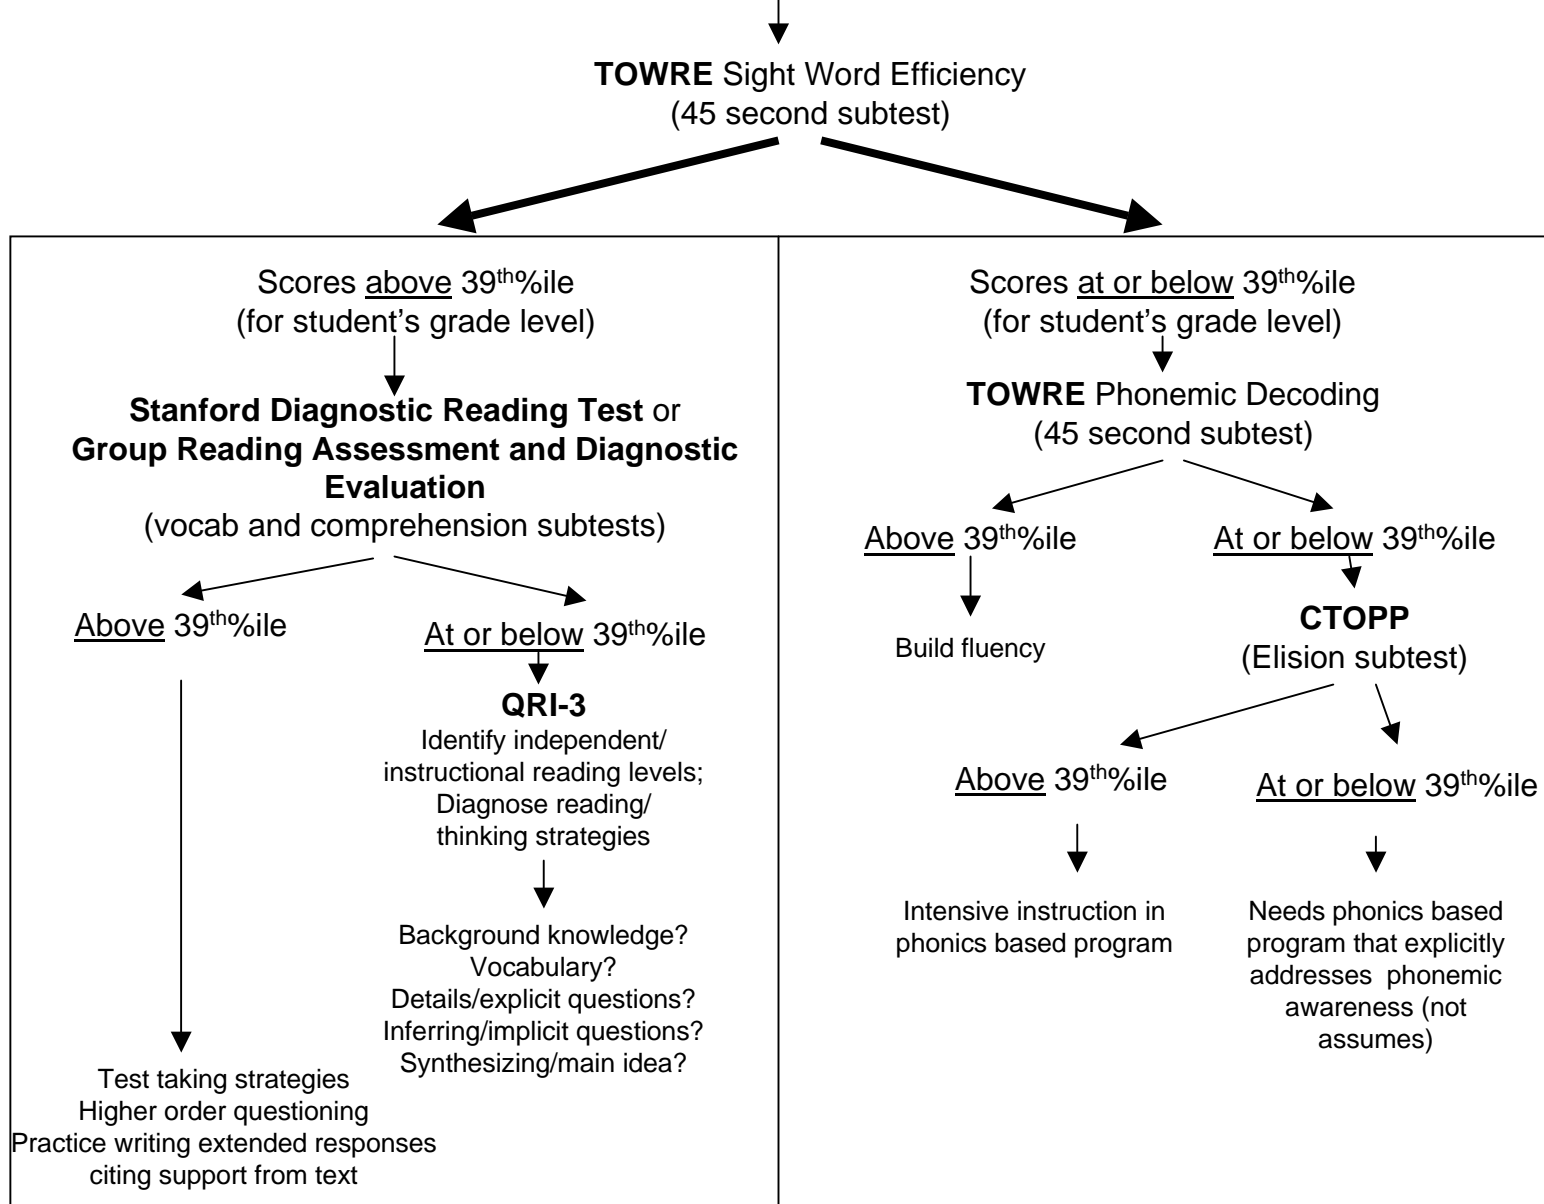 TOWRE Sight Word Efficiency
(45 second subtest)
Scores above 39th%ile
(for student’s grade level)
Stanford Diagnostic Reading Test or
Group Reading Assessment and Diagnostic
Evaluation
(vocab and comprehension subtests)
Above 39th%ile
Test taking strategies
Higher order questioning
Practice writing extended responses
citing support from text
At or below 39th%ile
QRI-3
Identify independent/
instructional reading levels;
Diagnose reading/
thinking strategies
Background knowledge?
Vocabulary?
Details/explicit questions?
Inferring/implicit questions?
Synthesizing/main idea?
Scores at or below 39th%ile
(for student’s grade level)
TOWRE Phonemic Decoding
(45 second subtest)
Above 39th%ile
Build fluency
At or below 39th%ile
CTOPP
(Elision subtest)
Above 39th%ile
Intensive instruction in
phonics based program
At or below 39th%ile
Needs phonics based
program that explicitly
addresses phonemic
awareness (not
assumes)